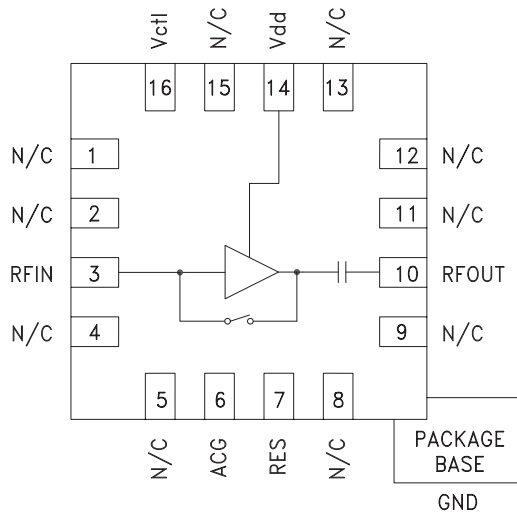 Vctl
N/C
Vdd
N/C
16
15
14
13
N/C
1
12
N/C
N/C
2
11
N/C
RFIN
3
10
RFOUT
N/C
4
9
N/C
5
6
7
8
N/C
ACG
RES
N/C
PACKAGE
BASE
GND